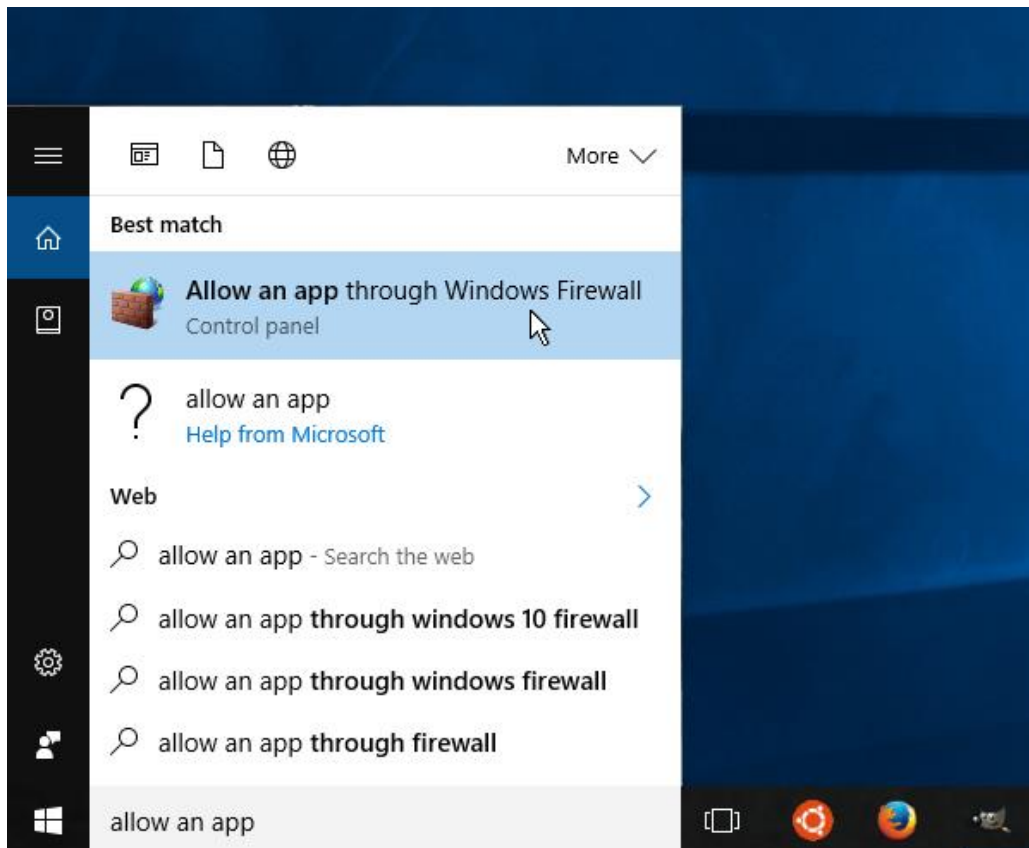 More
Best match
Allow an app through Windows Firewall
Control panel
allow an app
Help from Microsoft
Web
allow an app - Search the web
allow an app through windows 10 firewall
allow an app through windows firewall
allow an app through firewall
allow an app